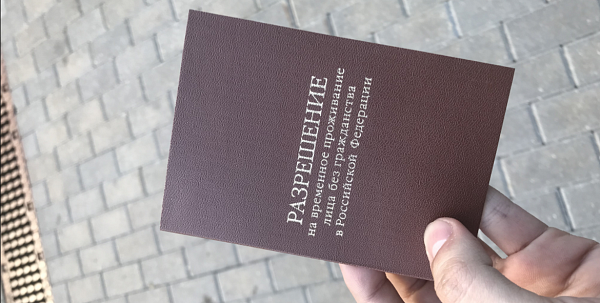 РАЗРЕШЕНИЕ
на временное проживание
лица без гражданства
в Российской Федерации